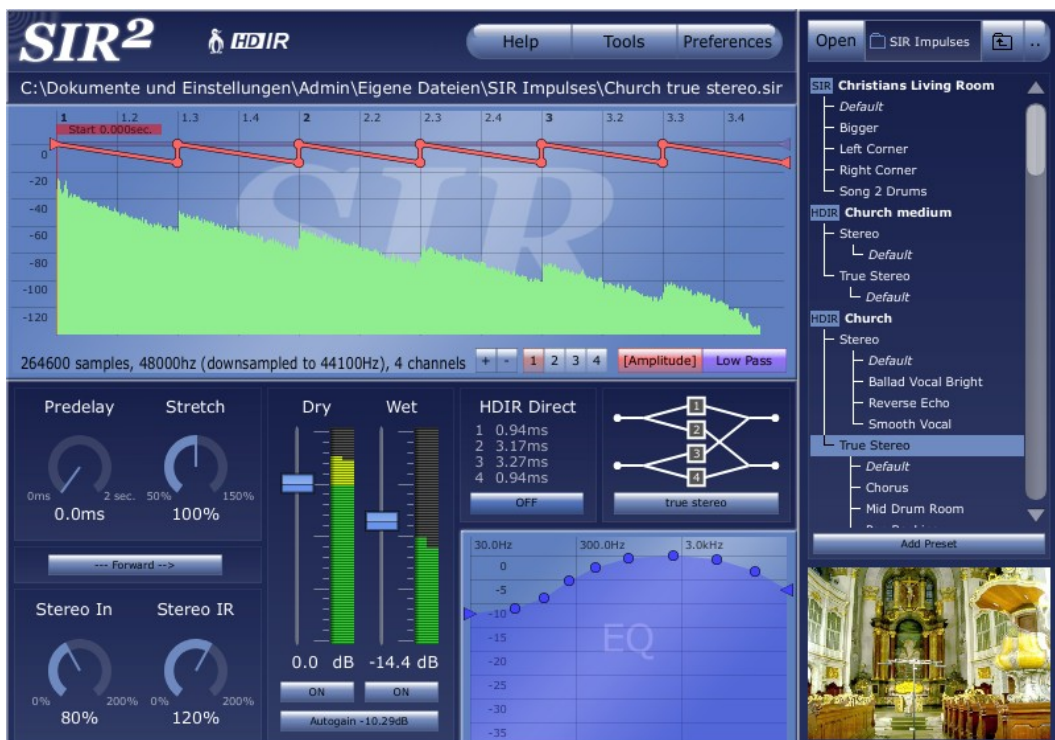 SIR2
HDIR
Help Tools Preferences
C:\Dokumente und Einstellungen\Admin\Eigene Dateien\SIR Impulses\Church true stereo.sir
1 1.2 1.3 1.4 2 2.2 2.3 2.4 3 3.2 3.3 3.4
Start 0.000sec.
0
-20
-40
-60
-80
-100
-120
SIR
264600 samples, 48000hz (downsampled to 44100Hz), 4 channels + - 1 2 3 4 [Amplitude] Low Pass
Predelay Stretch
0ms 2 sec. 50% 150%
0.0ms 100%
--- Forward -->
Stereo In Stereo IR
0% 200% 0% 200%
80% 120%
Dry Wet
0.0 dB -14.4 dB
ON ON
Autogain -10.29dB
HDIR Direct
1 0.94ms
2 3.17ms
3 3.27ms
4 0.94ms
OFF
1
2
3
4
true stereo
30.0Hz 300.0Hz 3.0kHz
0
-5
-10
-15
-20
-25
-30
-35
EQ
Open SIR Impulses ..
SIR Christians Living Room
Default
Bigger
Left Corner
Right Corner
Song 2 Drums
HDIR Church medium
Stereo
Default
True Stereo
Default
HDIR Church
Stereo
Default
Ballad Vocal Bright
Reverse Echo
Smooth Vocal
True Stereo
Default
Chorus
Mid Drum Room
Add Preset